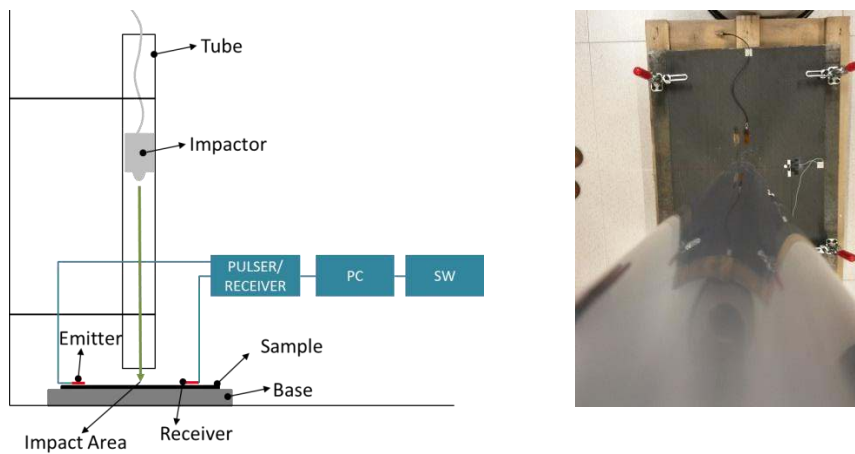 Tube
Impactor
PULSER/
RECEIVER
PC
SW
Emitter
Sample
Base
Receiver
Impact Area